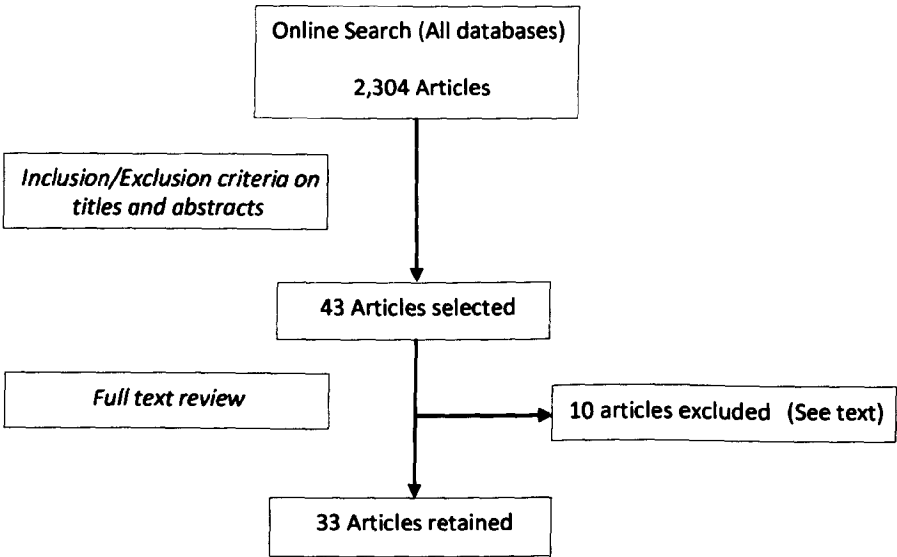 Online Search (All databases)
2,304 Articles
Inclusion/Exclusion criteria on
titles and abstracts
43 Articles selected
Full text review
10 articles excluded (See text)
33 Articles retained